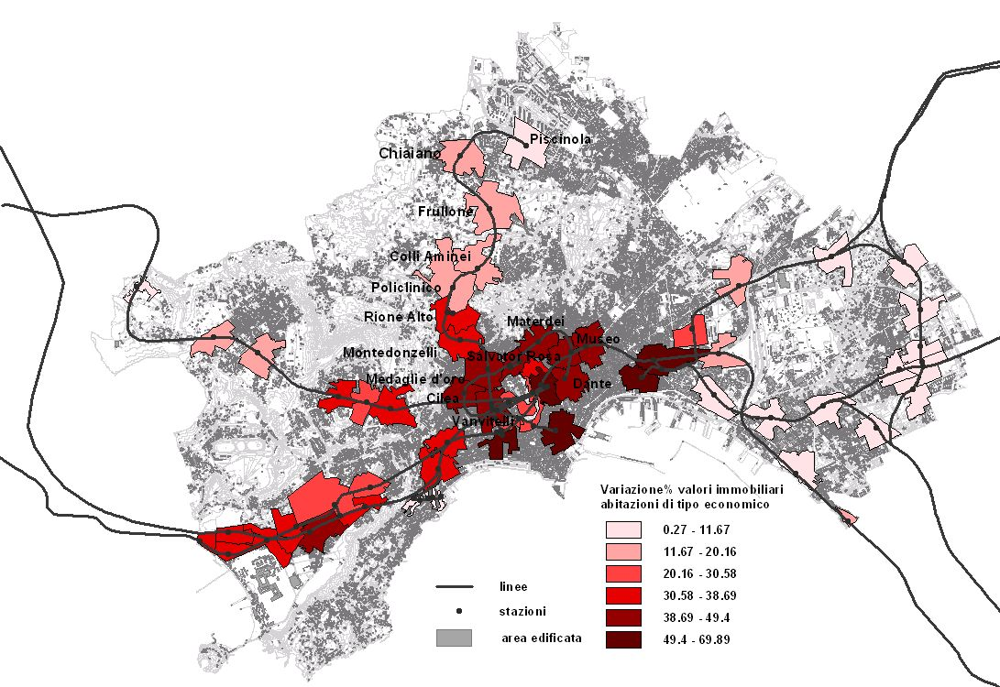 Piscinola
Chiaiano
Frullone
Colli Aminei
Policlinico
Rione Alto
Materdei
Museo
Montedonzelli
Salvator Rosa
Medaglie d'oro
Dante
Cilea
Vanvitelli
Variazione% valori immobiliari
abitazioni di tipo economico
0.27 - 11.67
11.67 - 20.16
20.16 - 30.58
30.58 - 38.69
38.69 - 49.4
49.4 - 69.89
linee
stazioni
area edificata